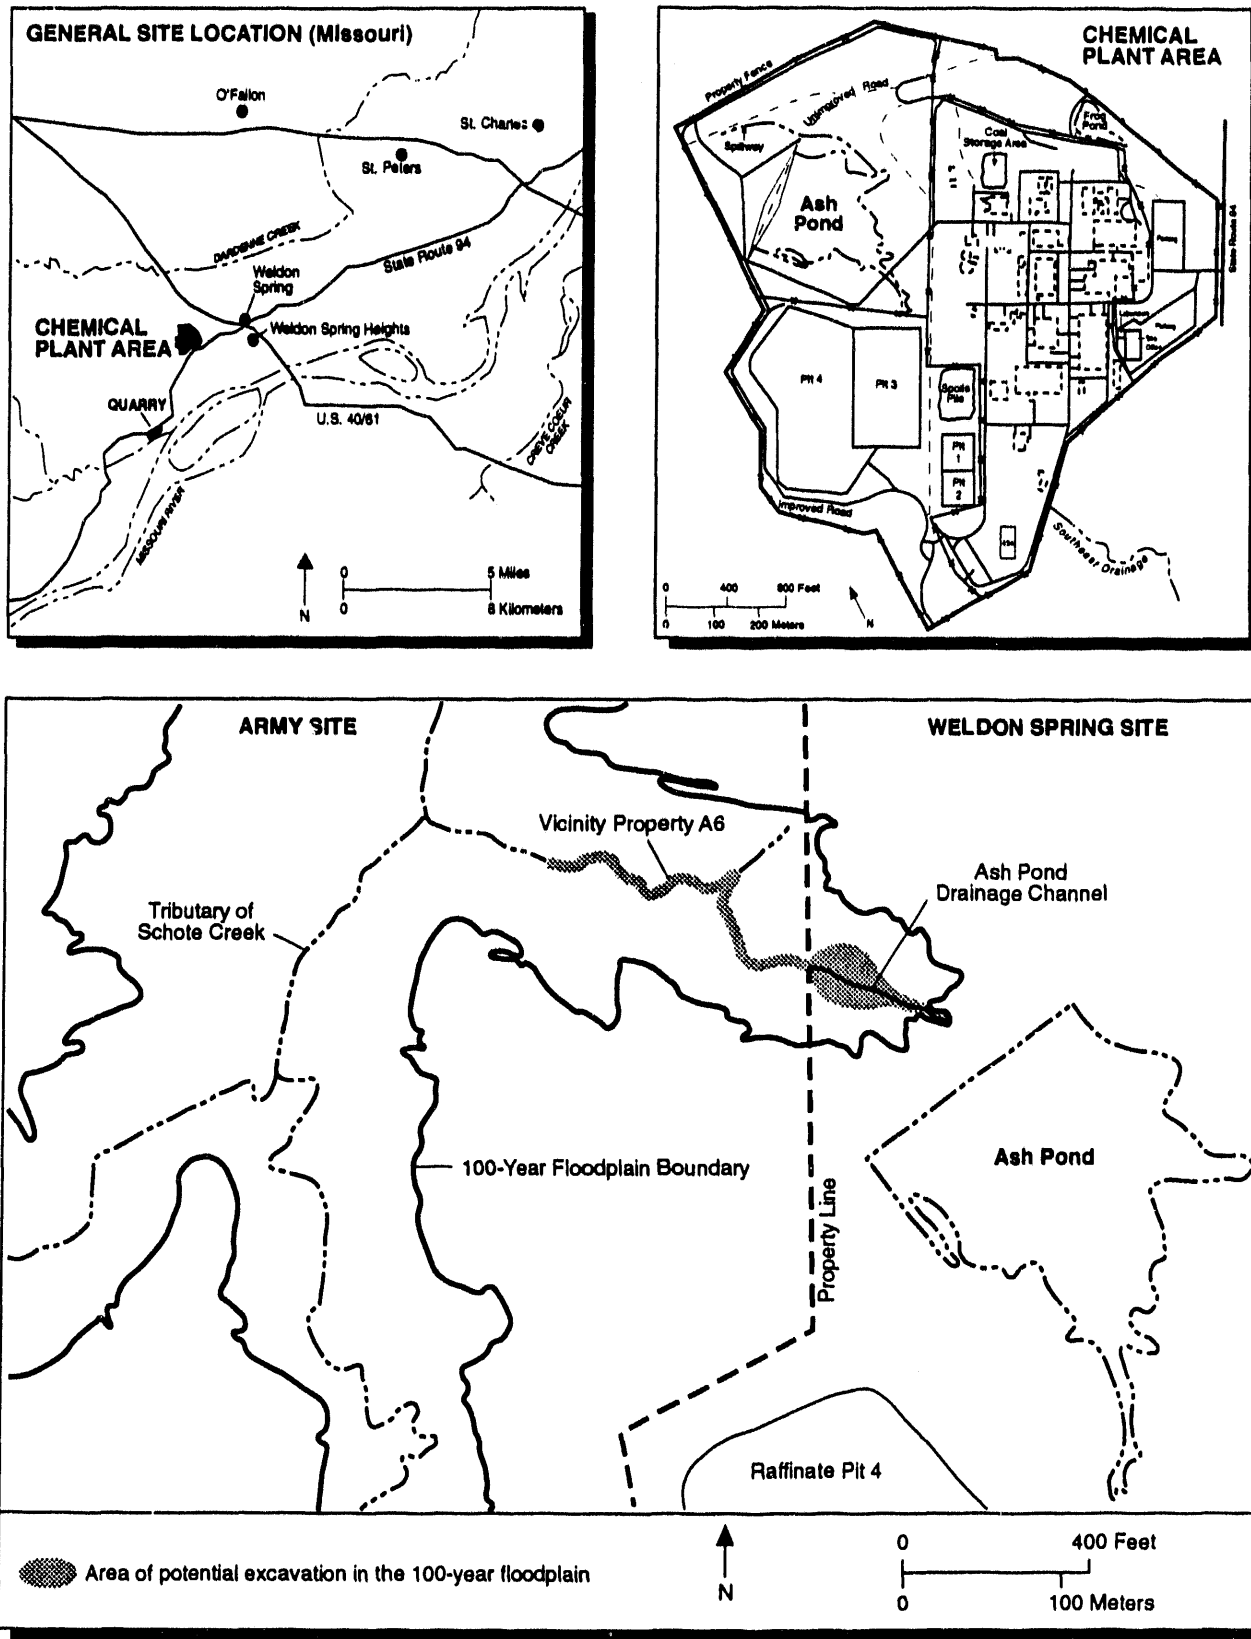 GENERAL SITE LOCATION (Missouri)
O'Fallon
St. Charles
St. Peters
DARDENNE CREEK
State Route 94
Weldon
Spring
CHEMICAL
PLANT AREA
Weldon Spring Heights
QUARRY
U.S. 40/61
CREVE COEUR
CREEK
MISSOURI RIVER
N
0
5 Miles
0
8 Kilometers
CHEMICAL
PLANT AREA
Property Fence
Unimproved Road
Frog
Pond
Coal
Storage Area
Spillway
Ash
Pond
Parking
State Route 94
Parking
Site
Pit 4
Pit 3
Spoils
Pile
Pit
1
Pit
2
Improved Road
Southeast Drainage
0
400
800 Feet
0
100
200 Meters
N
ARMY SITE
WELDON SPRING SITE
Vicinity Property A6
Ash Pond
Drainage Channel
Tributary of
Schote Creek
100-Year Floodplain Boundary
Ash Pond
Property Line
Raffinate Pit 4
Area of potential excavation in the 100-year floodplain
N
0
400 Feet
0
100 Meters